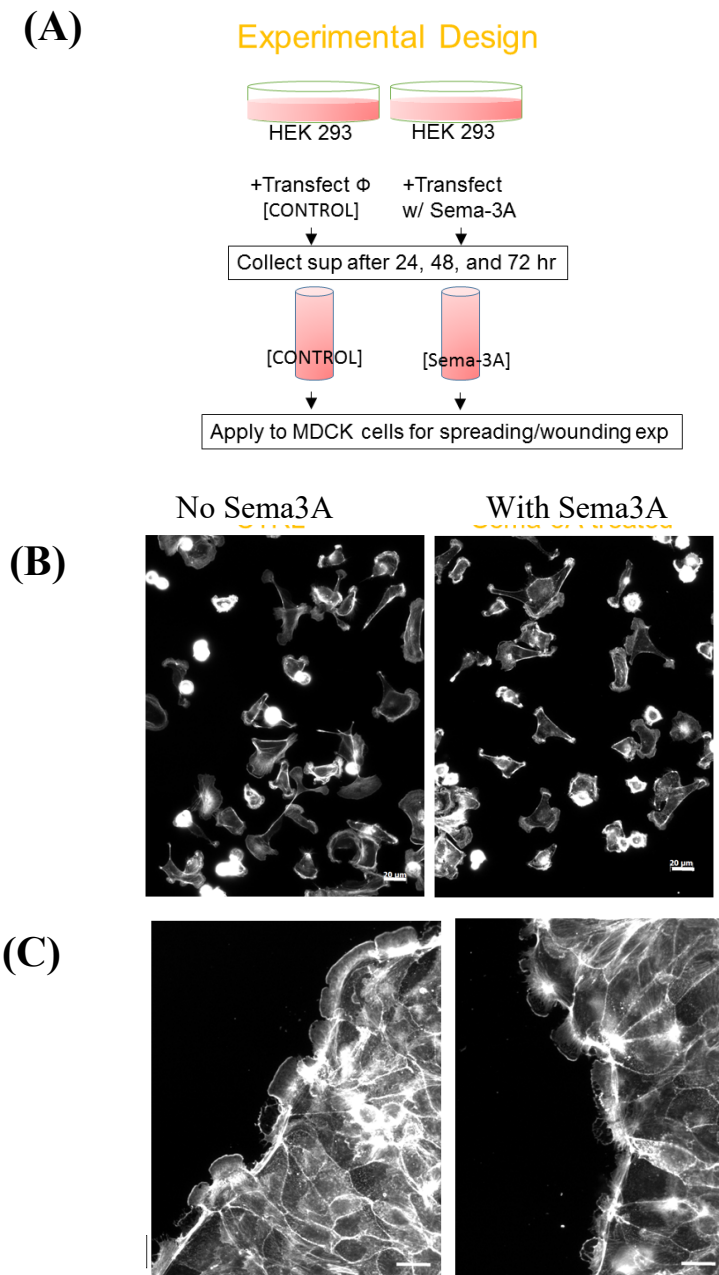 (A)
Experimental Design
HEK 293 HEK 293
+Transfect Φ +Transfect
[CONTROL] w/ Sema-3A
Collect sup after 24, 48, and 72 hr
[CONTROL] [Sema-3A]
Apply to MDCK cells for spreading/wounding exp
No Sema3A With Sema3A
(B)
20 µm 20 µm
(C)